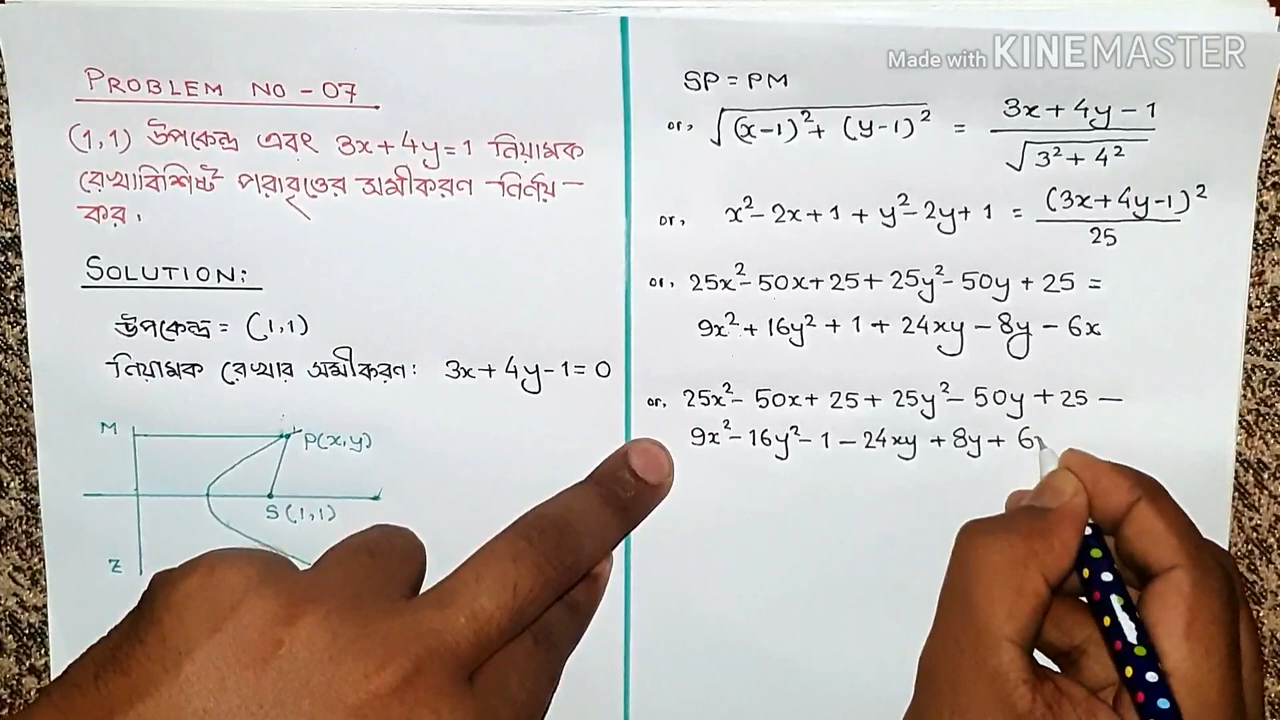 PROBLEM NO - 07
(1,1) উপকেন্দ্র এবং 3x+4y=1 নিয়ামক
রেখাবিশিষ্ট পরাবৃত্তের সমীকরণ নির্ণয়
কর।
SOLUTION:
উপকেন্দ্র = (1,1)
নিয়ামক রেখার সমীকরণ: 3x+4y-1=0
M
P(x,y)
S(1,1)
Z
Made with KINEMASTER
SP = PM
or, √((x-1)²+(y-1)²) = (3x+4y-1)/√(3²+4²)
or, x²-2x+1+y²-2y+1 = (3x+4y-1)²/25
or, 25x²-50x+25+25y²-50y+25 =
9x²+16y²+1+24xy-8y-6x
or, 25x²-50x+25+25y²-50y+25-
9x²-16y²-1-24xy+8y+6x